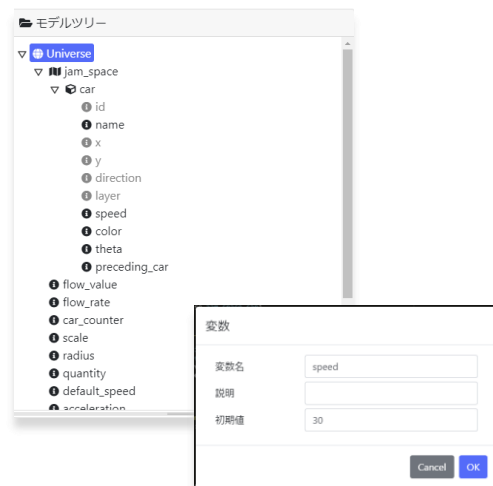 モデルツリー
Universe
jam_space
car
id
name
x
y
direction
layer
speed
color
theta
preceding_car
flow_value
flow_rate
car_counter
scale
radius
quantity
default_speed
acceleration
変数
変数名 speed
説明
初期値 30
Cancel OK